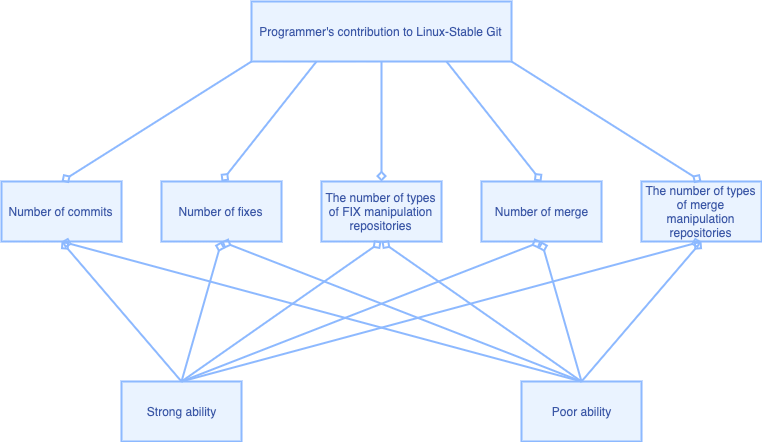 Programmer's contribution to Linux-Stable Git
Number of commits
Number of fixes
The number of types
of FIX manipulation
repositories
Number of merge
The number of types
of merge
manipulation
repositories
Strong ability
Poor ability